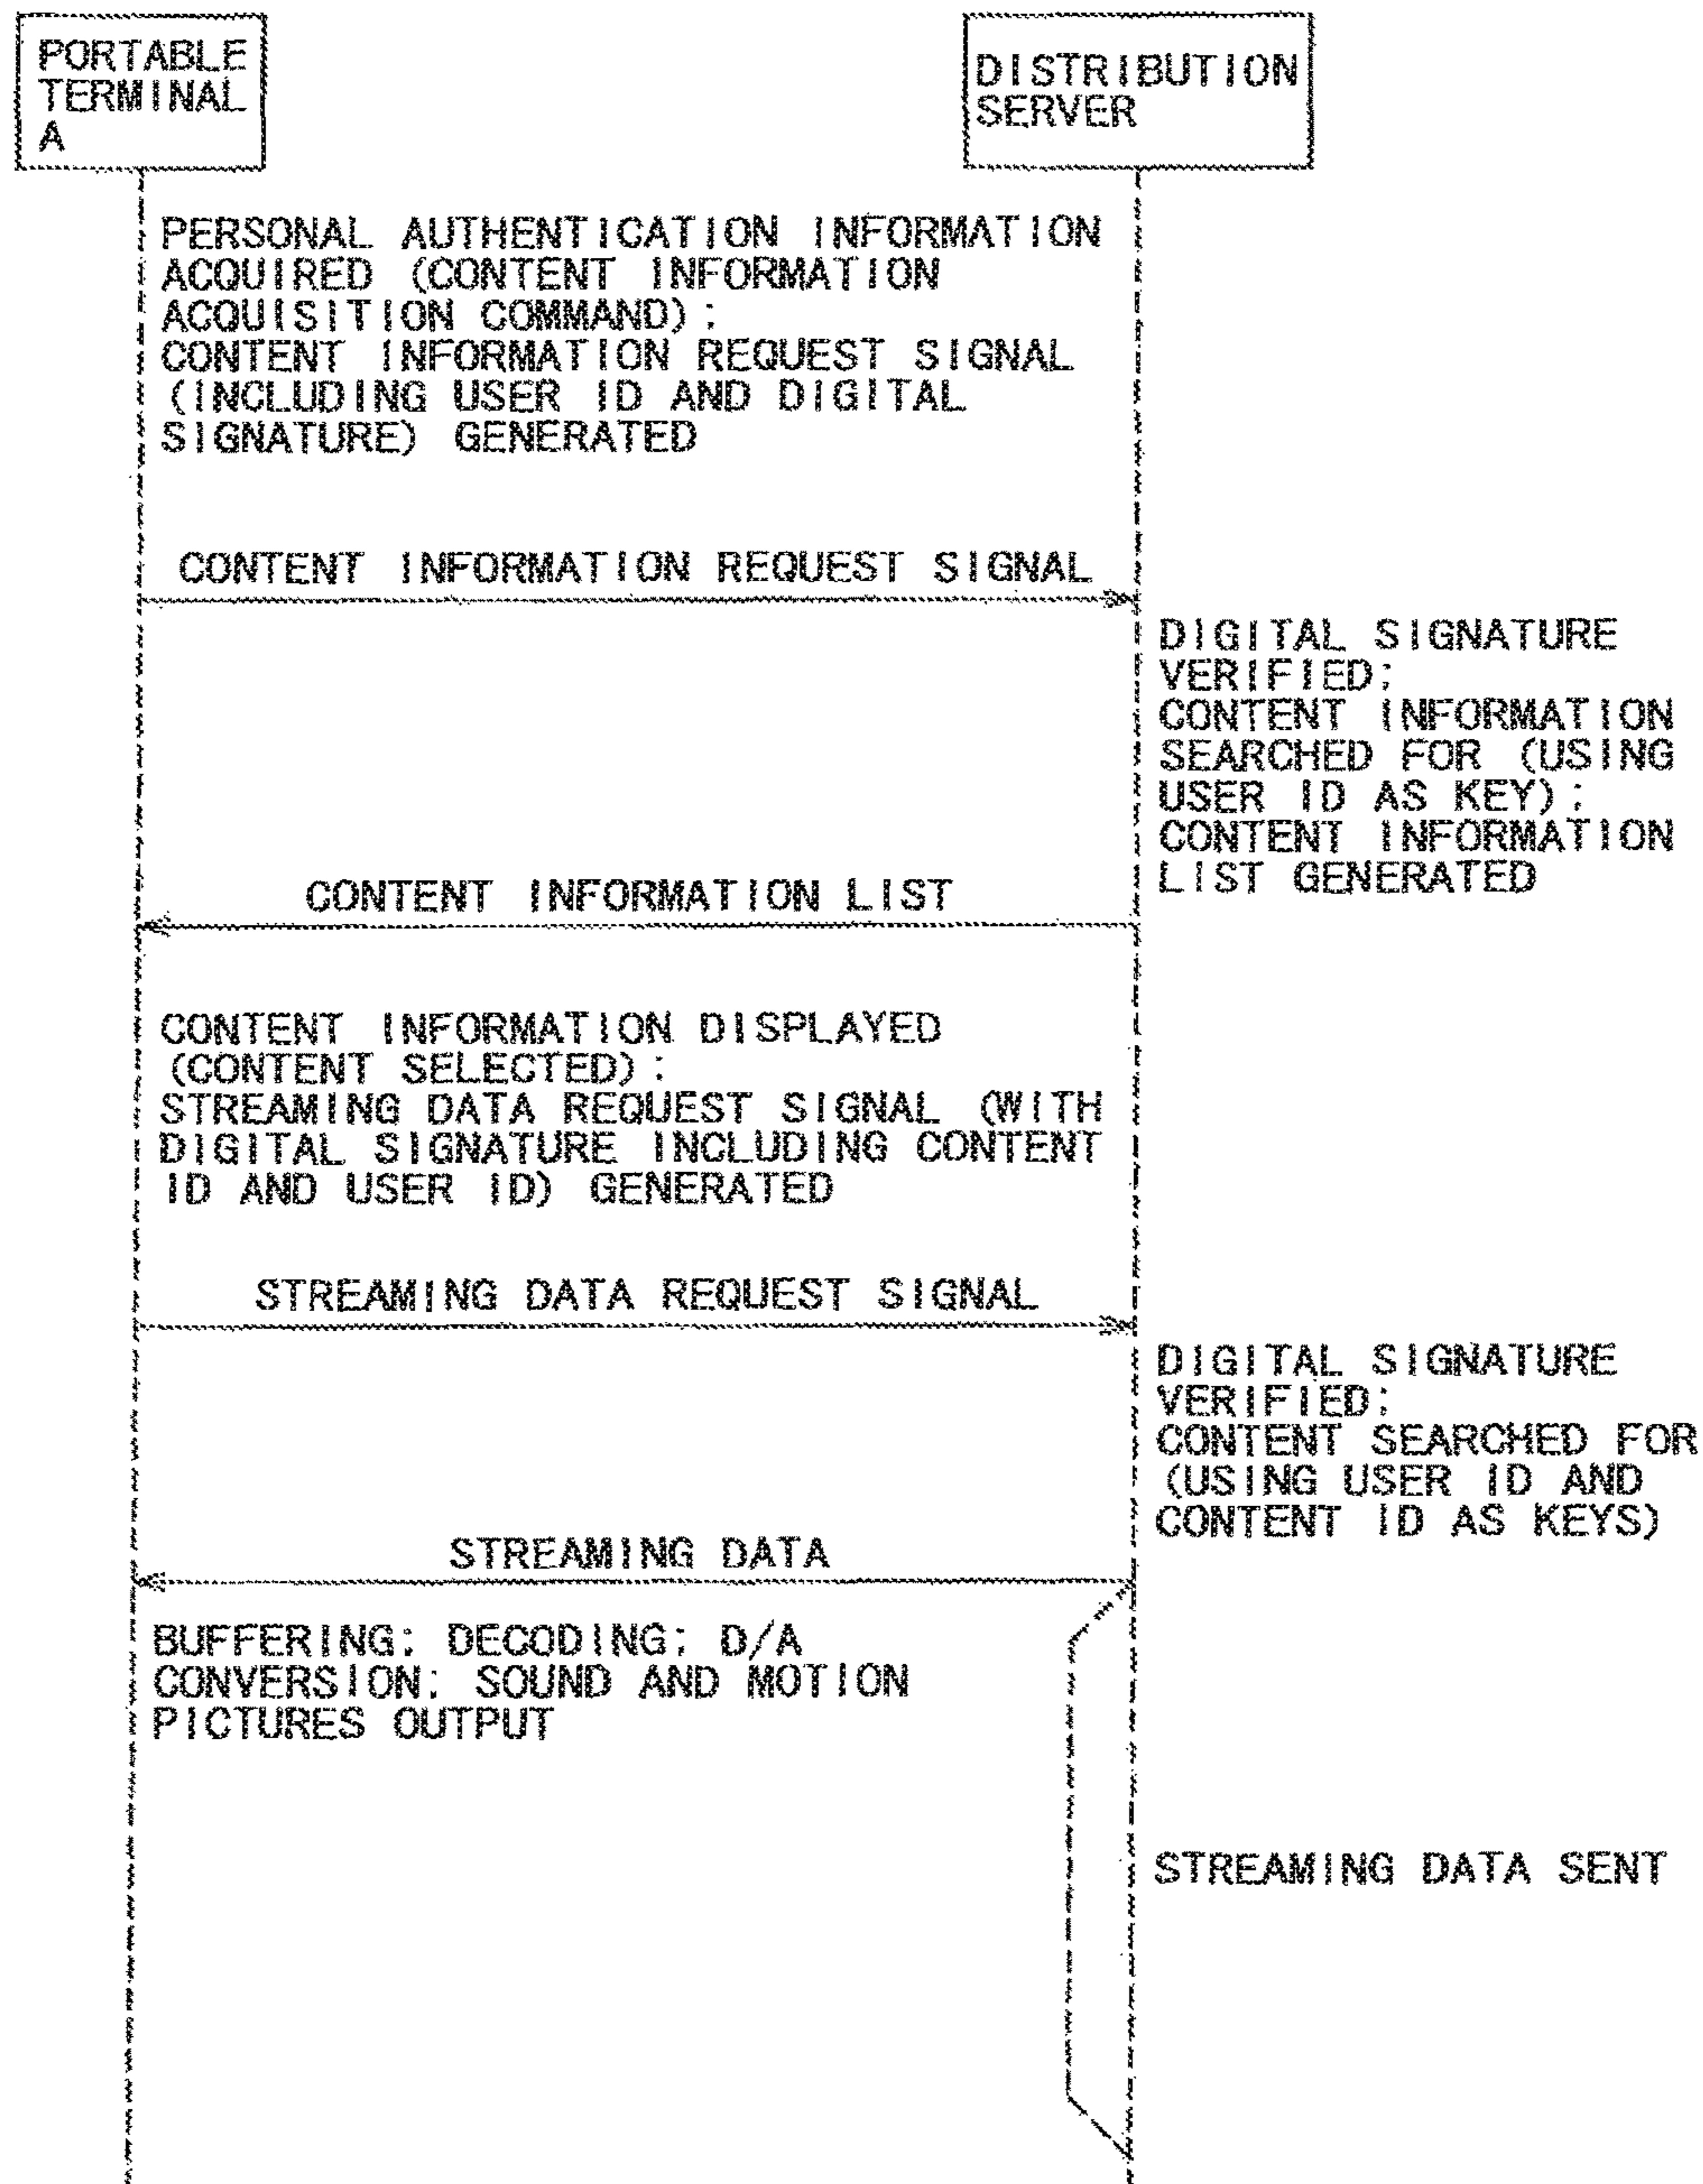 PORTABLE
TERMINAL
A
DISTRIBUTION
SERVER
PERSONAL AUTHENTICATION INFORMATION
ACQUIRED (CONTENT INFORMATION
ACQUISITION COMMAND);
CONTENT INFORMATION REQUEST SIGNAL
(INCLUDING USER ID AND DIGITAL
SIGNATURE) GENERATED
CONTENT INFORMATION REQUEST SIGNAL
DIGITAL SIGNATURE
VERIFIED;
CONTENT INFORMATION
SEARCHED FOR (USING
USER ID AS KEY);
CONTENT INFORMATION
LIST GENERATED
CONTENT INFORMATION LIST
CONTENT INFORMATION DISPLAYED
(CONTENT SELECTED);
STREAMING DATA REQUEST SIGNAL (WITH
DIGITAL SIGNATURE INCLUDING CONTENT
ID AND USER ID) GENERATED
STREAMING DATA REQUEST SIGNAL
DIGITAL SIGNATURE
VERIFIED;
CONTENT SEARCHED FOR
(USING USER ID AND
CONTENT ID AS KEYS)
STREAMING DATA
BUFFERING; DECODING; D/A
CONVERSION; SOUND AND MOTION
PICTURES OUTPUT
STREAMING DATA SENT